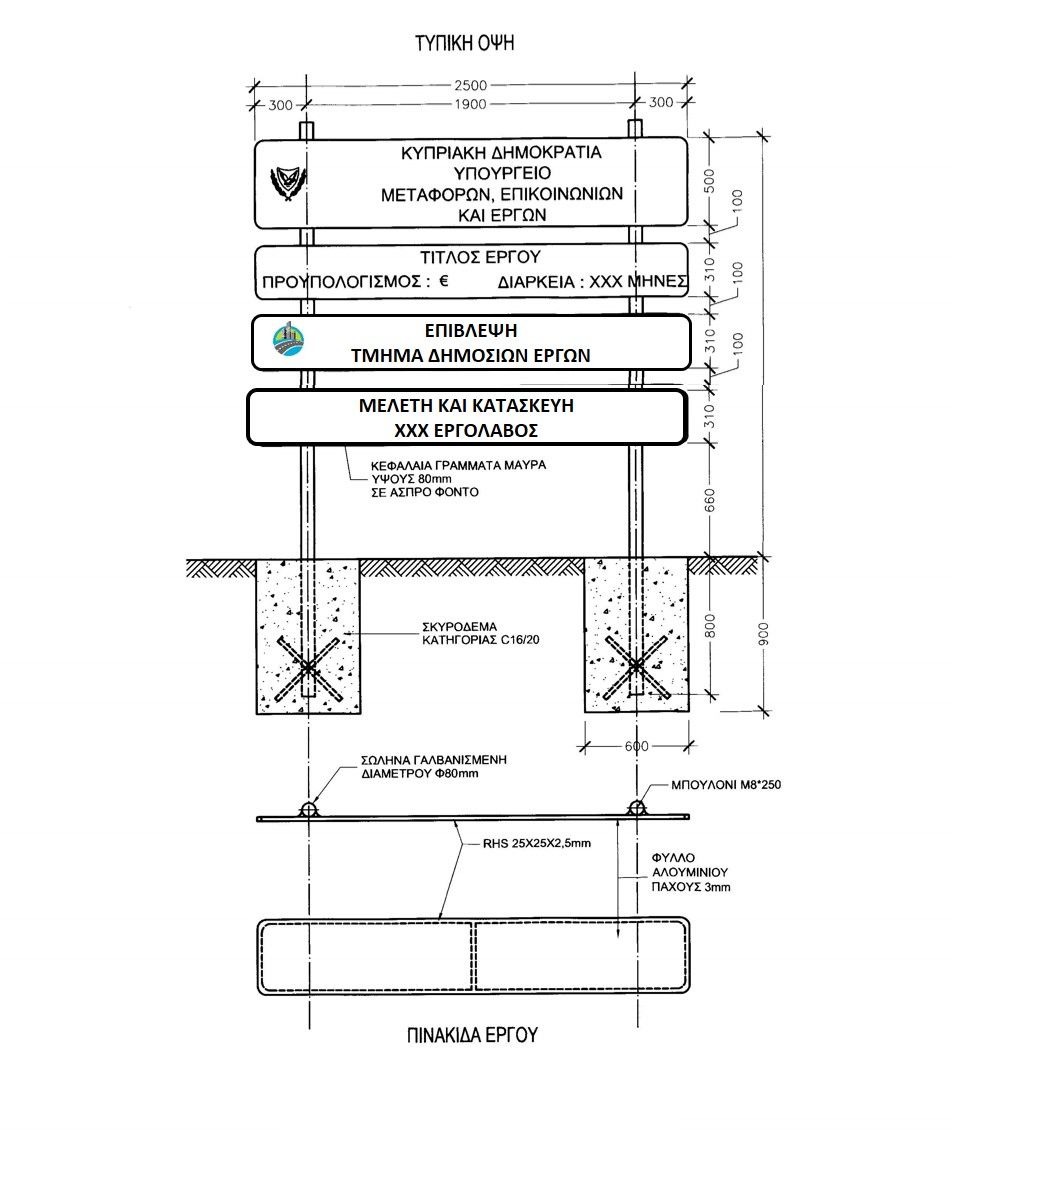 ΤΥΠΙΚΗ ΟΨΗ
2500
300
1900
300
ΚΥΠΡΙΑΚΗ ΔΗΜΟΚΡΑΤΙΑ
ΥΠΟΥΡΓΕΙΟ
ΜΕΤΑΦΟΡΩΝ, ΕΠΙΚΟΙΝΩΝΙΩΝ
ΚΑΙ ΕΡΓΩΝ
500
100
ΤΙΤΛΟΣ ΕΡΓΟΥ
ΠΡΟΥΠΟΛΟΓΙΣΜΟΣ : € ΔΙΑΡΚΕΙΑ : ΧΧΧ ΜΗΝΕΣ
310
100
ΕΠΙΒΛΕΨΗ
ΤΜΗΜΑ ΔΗΜΟΣΙΩΝ ΕΡΓΩΝ
310
100
ΜΕΛΕΤΗ ΚΑΙ ΚΑΤΑΣΚΕΥΗ
ΧΧΧ ΕΡΓΟΛΑΒΟΣ
310
ΚΕΦΑΛΑΙΑ ΓΡΑΜΜΑΤΑ ΜΑΥΡΑ
ΥΨΟΥΣ 80mm
ΣΕ ΑΣΠΡΟ ΦΟΝΤΟ
660
ΣΚΥΡΟΔΕΜΑ
ΚΑΤΗΓΟΡΙΑΣ C16/20
800
900
600
ΣΩΛΗΝΑ ΓΑΛΒΑΝΙΣΜΕΝΗ
ΔΙΑΜΕΤΡΟΥ Φ80mm
ΜΠΟΥΛΟΝΙ M8*250
RHS 25X25X2,5mm
ΦΥΛΛΟ
ΑΛΟΥΜΙΝΙΟΥ
ΠΑΧΟΥΣ 3mm
ΠΙΝΑΚΙΔΑ ΕΡΓΟΥ